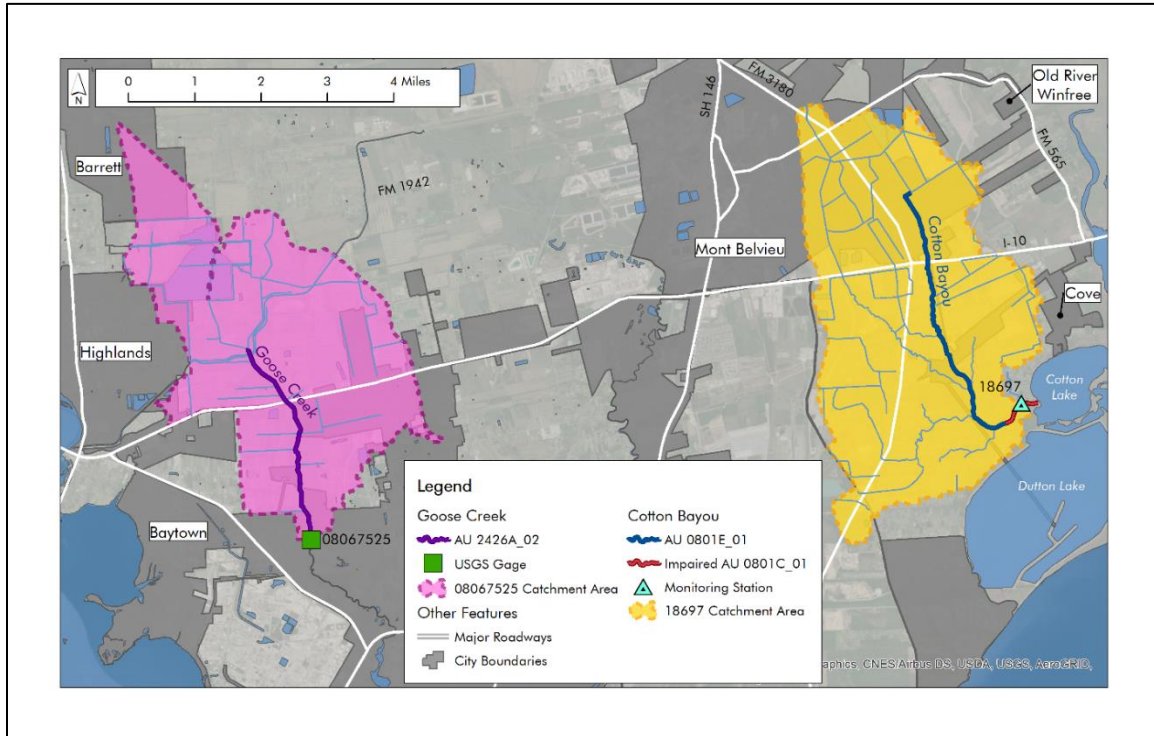 N
0 1 2 3 4 Miles
Old River
Winfree
FM 3180
SH 146
FM 565
Barrett
FM 1942
Cotton Bayou
Mont Belvieu
I-10
Cove
Highlands
Goose Creek
18697
Cotton
Lake
Dutton Lake
Baytown
08067525
Legend
Goose Creek
AU 2426A_02
USGS Gage
08067525 Catchment Area
Other Features
Major Roadways
City Boundaries
Cotton Bayou
AU 0801E_01
Impaired AU 0801C_01
Monitoring Station
18697 Catchment Area
aphics, CNES/Airbus DS, USDA, USGS, AeroGRID,